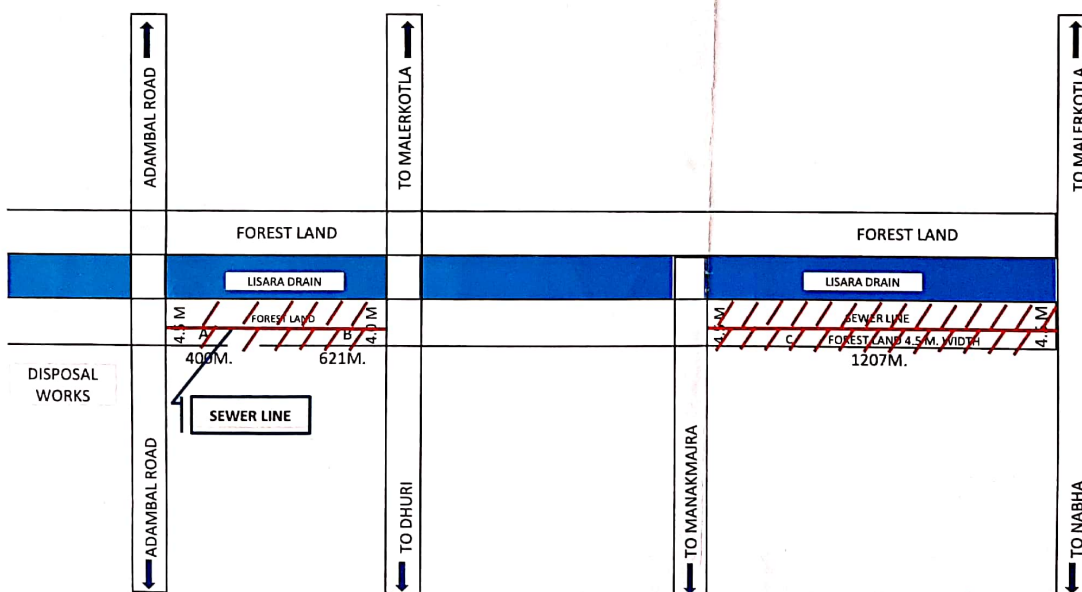 ADAMBAL ROAD
TO MALERKOTLA
TO MALERKOTLA
FOREST LAND
FOREST LAND
LISARA DRAIN
LISARA DRAIN
4.5 M
FOREST LAND
4.0 M
A
B
400M.
621M.
4.5 M
SEWER LINE
4.5 M
C
FOREST LAND 4.5 M. WIDTH
1207M.
DISPOSAL
WORKS
SEWER LINE
ADAMBAL ROAD
TO DHURI
TO MANAKMAJRA
TO NABHA